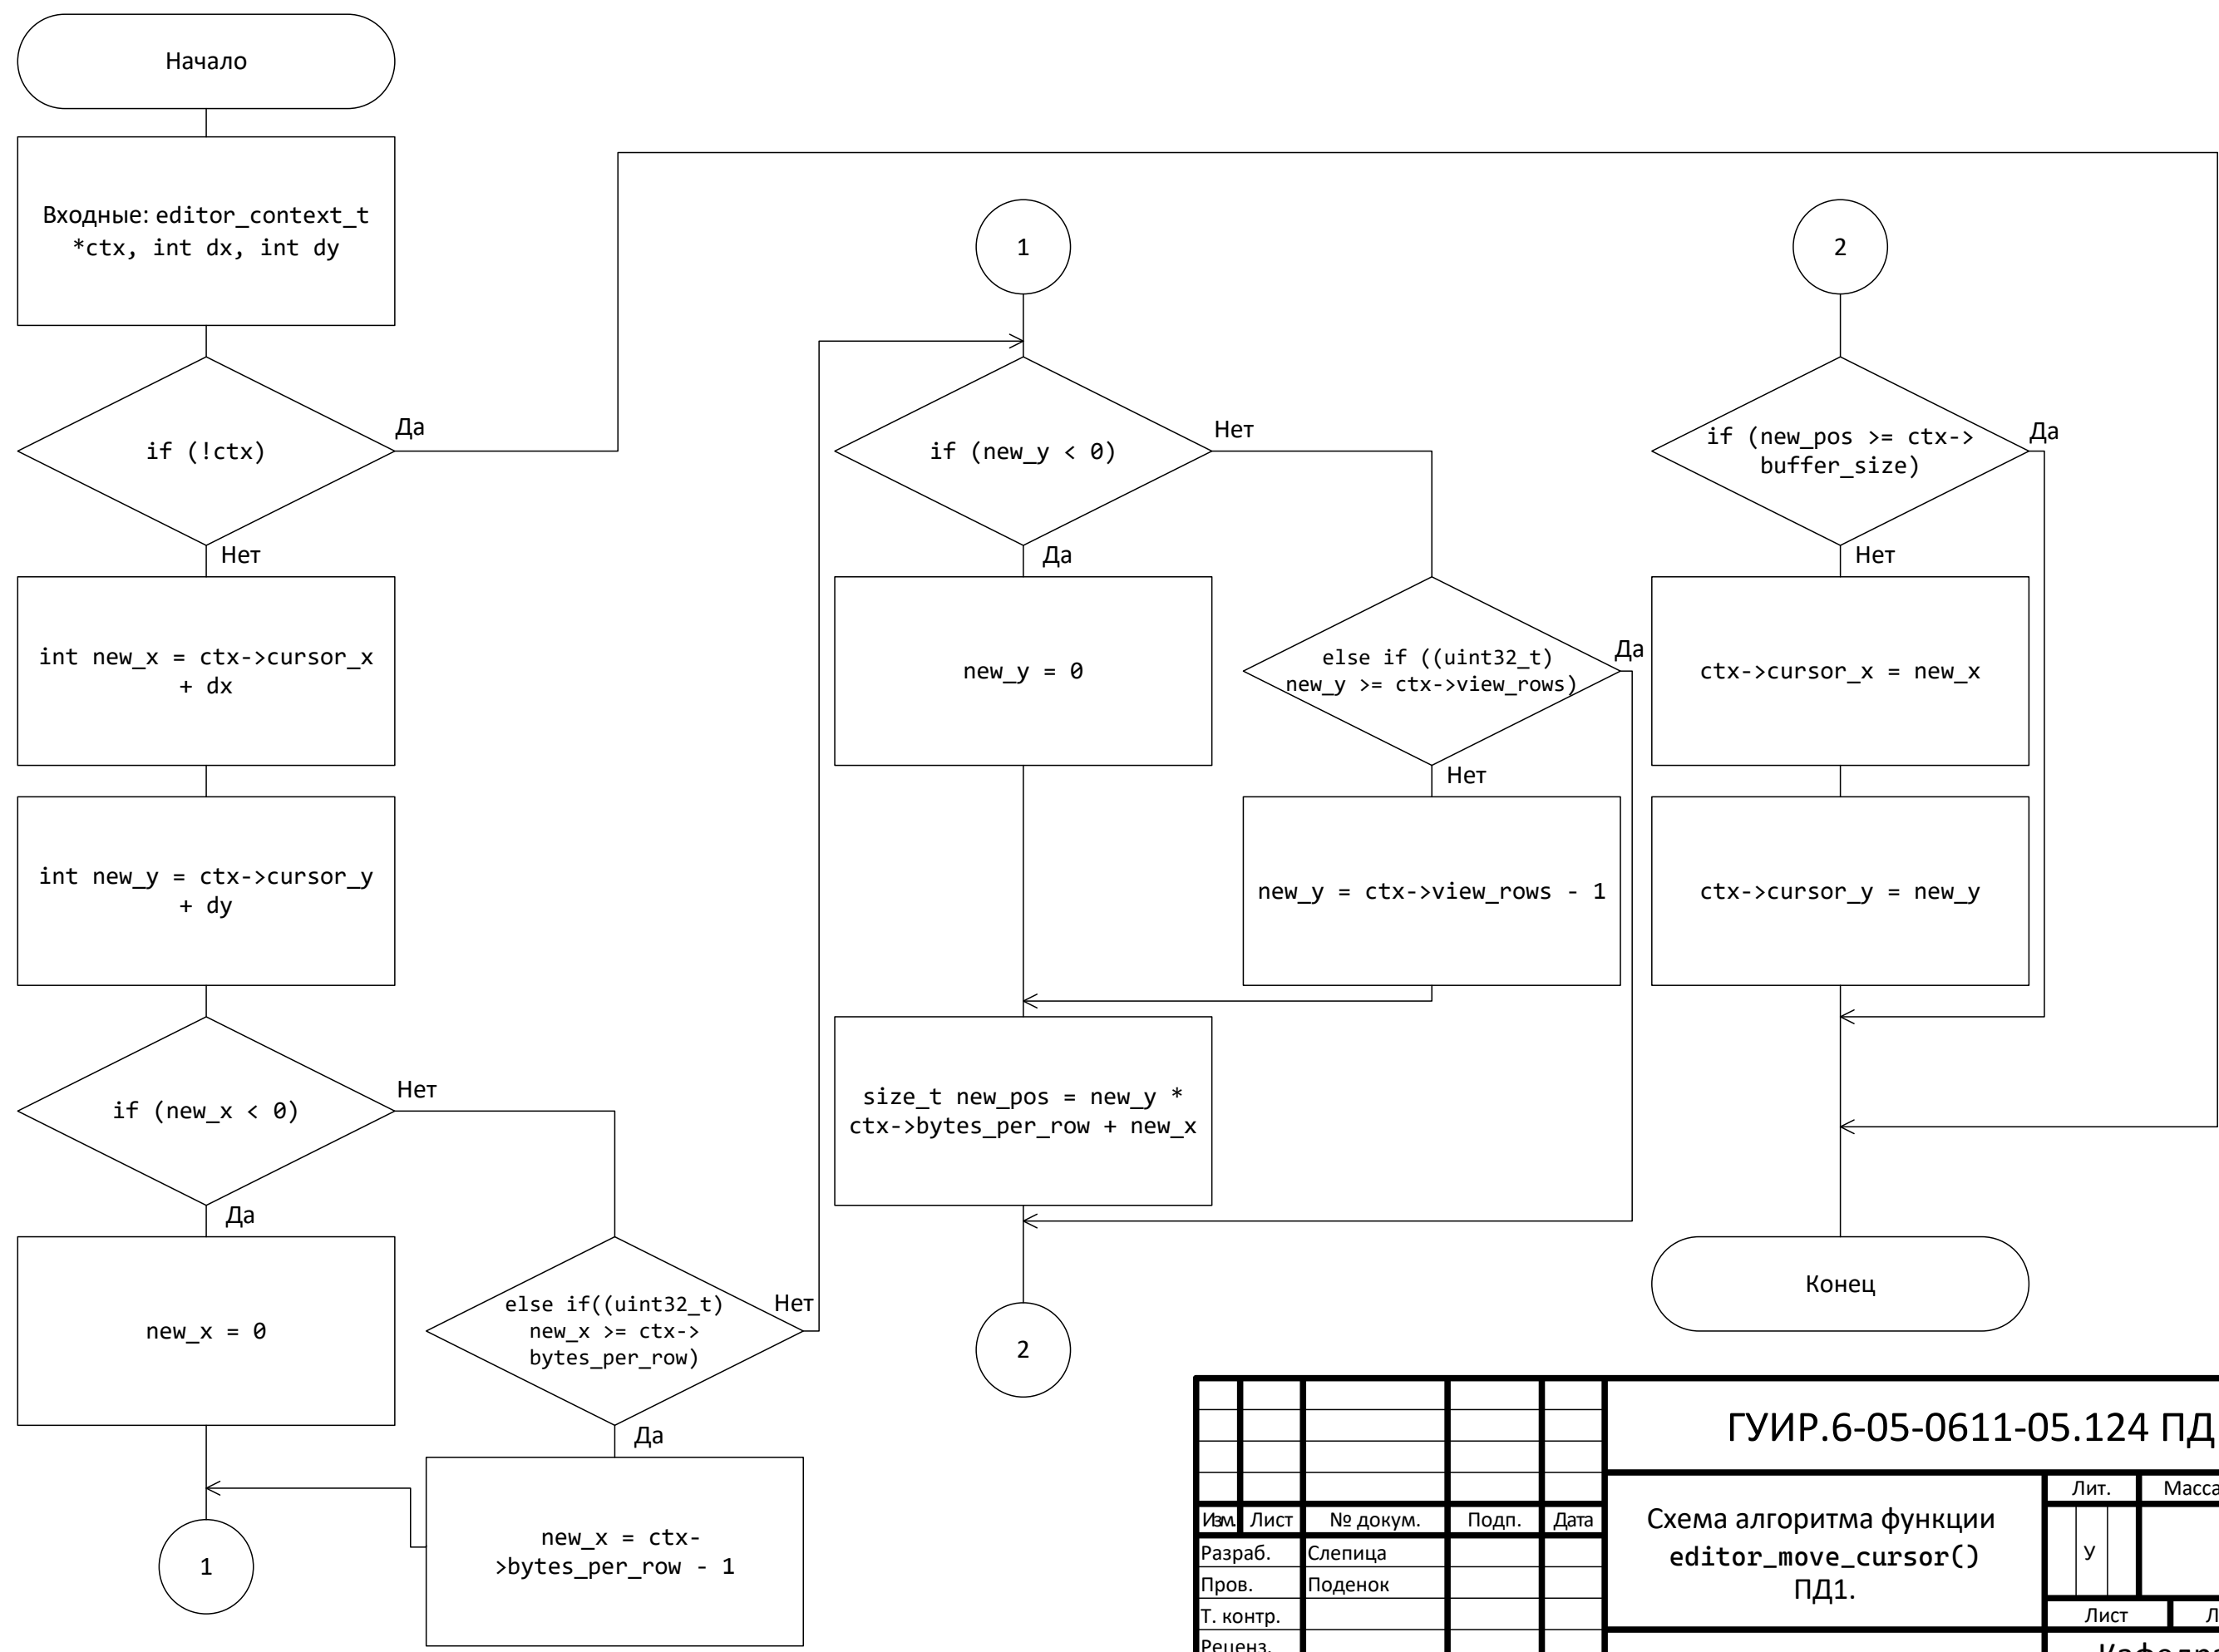 Начало
Входные: editor_context_t
*ctx, int dx, int dy
if (!ctx)
Да
Нет
int new_x = ctx->cursor_x
+ dx
int new_y = ctx->cursor_y
+ dy
if (new_x < 0)
Нет
Да
new_x = 0
else if((uint32_t)
new_x >= ctx->
bytes_per_row)
Нет
Да
new_x = ctx-
>bytes_per_row - 1
1
1
if (new_y < 0)
Нет
Да
new_y = 0
else if ((uint32_t)
new_y >= ctx->view_rows)
Да
Нет
new_y = ctx->view_rows - 1
size_t new_pos = new_y *
ctx->bytes_per_row + new_x
2
2
if (new_pos >= ctx->
buffer_size)
Да
Нет
ctx->cursor_x = new_x
ctx->cursor_y = new_y
Конец
ГУИР.6-05-0611-05.124 ПД
Схема алгоритма функции
editor_move_cursor()
ПД1.
Лит. Масса
У
Лист
Изм. Лист № докум. Подп. Дата
Разраб. Слепица
Пров. Поденок
Т. контр.
Реценз.